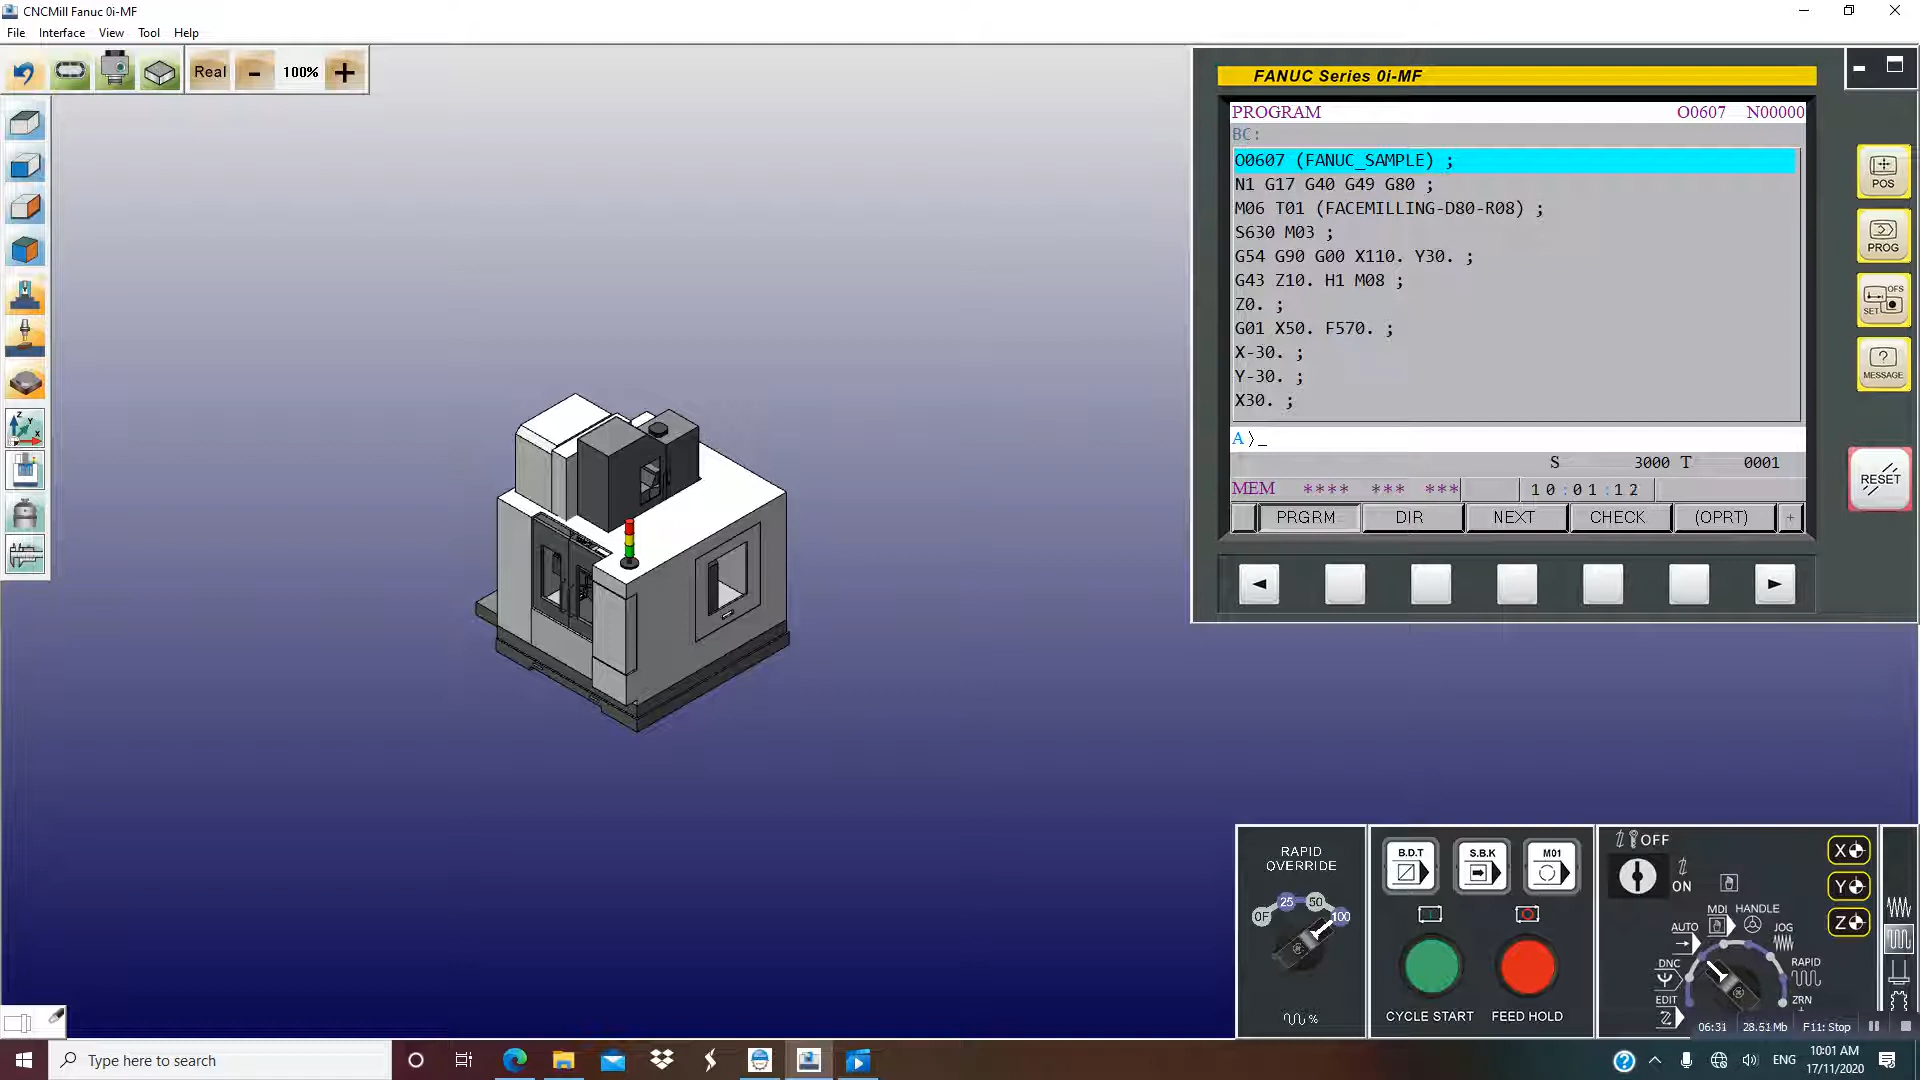 CNCMill Fanuc 0i-MF
File Interface View Tool Help
Real - 100% +
FANUC Series 0i-MF
PROGRAM O0607 N00000
BC:
O0607 (FANUC_SAMPLE) ;
N1 G17 G40 G49 G80 ;
M06 T01 (FACEMILLING-D80-R08) ;
S630 M03 ;
G54 G90 G00 X110. Y30. ;
G43 Z10. H1 M08 ;
Z0. ;
G01 X50. F570. ;
X-30. ;
Y-30. ;
X30. ;
A >_
S 3000 T 0001
MEM **** *** *** 10:01:12
PRGRM DIR NEXT CHECK (OPRT) +
POS
PROG
OFS
SET
?
MESSAGE
RESET
RAPID
OVERRIDE
0F 25 50 100
%
B.D.T S.B.K M01
CYCLE START FEED HOLD
OFF
ON
X
Y
Z
MDI HANDLE
AUTO JOG
DNC RAPID
EDIT ZRN
Z Y X
06:31 28.51 Mb F11: Stop
Type here to search
ENG
10:01 AM
17/11/2020